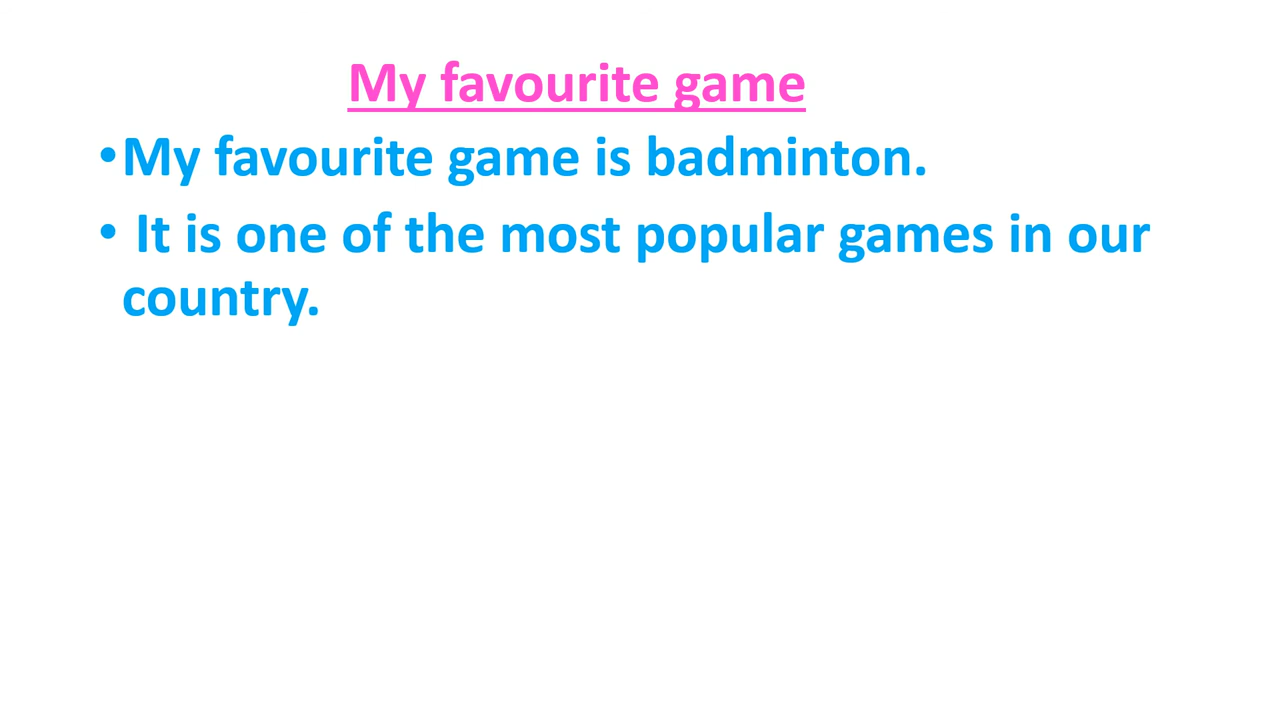 My favourite game
•My favourite game is badminton.
• It is one of the most popular games in our
country.